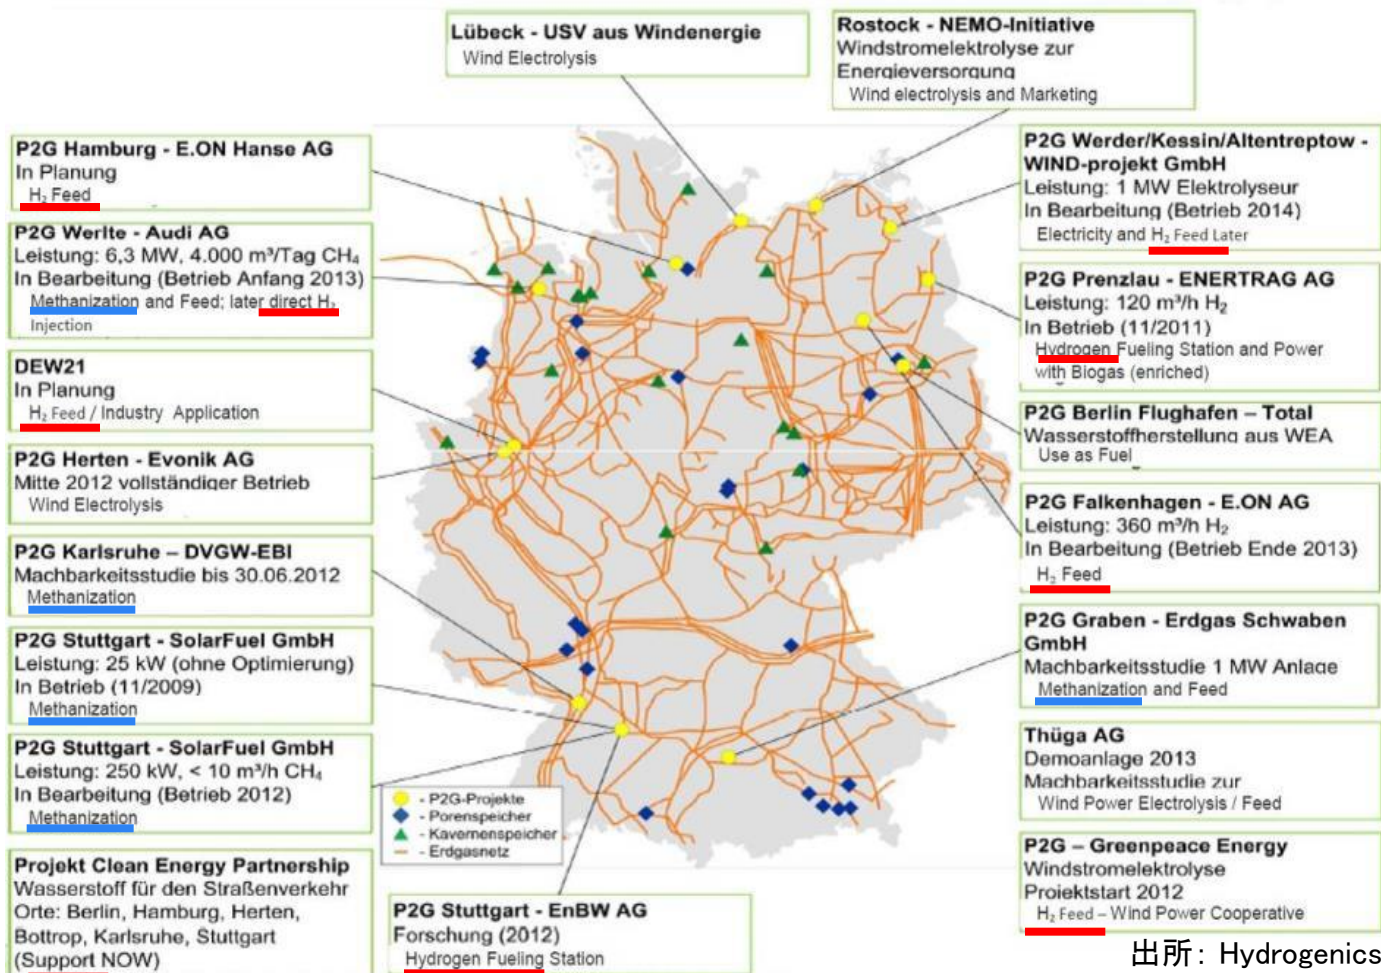 Lübeck - USV aus Windenergie
Wind Electrolysis
Rostock - NEMO-Initiative
Windstromelektrolyse zur
Energieversorgung
Wind electrolysis and Marketing
P2G Hamburg - E.ON Hanse AG
In Planung
H₂ Feed
P2G Werlte - Audi AG
Leistung: 6,3 MW, 4.000 m³/Tag CH₄
In Bearbeitung (Betrieb Anfang 2013)
Methanization and Feed; later direct H₂
Injection
DEW21
In Planung
H₂ Feed / Industry Application
P2G Herten - Evonik AG
Mitte 2012 vollständiger Betrieb
Wind Electrolysis
P2G Karlsruhe – DVGW-EBI
Machbarkeitsstudie bis 30.06.2012
Methanization
P2G Stuttgart - SolarFuel GmbH
Leistung: 25 kW (ohne Optimierung)
In Betrieb (11/2009)
Methanization
P2G Stuttgart - SolarFuel GmbH
Leistung: 250 kW, < 10 m³/h CH₄
In Bearbeitung (Betrieb 2012)
Methanization
Projekt Clean Energy Partnership
Wasserstoff für den Straßenverkehr
Orte: Berlin, Hamburg, Herten,
Bottrop, Karlsruhe, Stuttgart
(Support NOW)
- P2G-Projekte
- Porenspeicher
- Kavernenspeicher
- Erdgasnetz
P2G Stuttgart - EnBW AG
Forschung (2012)
Hydrogen Fueling Station
P2G Werder/Kessin/Altentreptow -
WIND-projekt GmbH
Leistung: 1 MW Elektrolyseur
In Bearbeitung (Betrieb 2014)
Electricity and H₂ Feed Later
P2G Prenzlau - ENERTRAG AG
Leistung: 120 m³/h H₂
In Betrieb (11/2011)
Hydrogen Fueling Station and Power
with Biogas (enriched)
P2G Berlin Flughafen – Total
Wasserstoffherstellung aus WEA
Use as Fuel
P2G Falkenhagen - E.ON AG
Leistung: 360 m³/h H₂
In Bearbeitung (Betrieb Ende 2013)
H₂ Feed
P2G Graben - Erdgas Schwaben
GmbH
Machbarkeitsstudie 1 MW Anlage
Methanization and Feed
Thüga AG
Demoanlage 2013
Machbarkeitsstudie zur
Wind Power Electrolysis / Feed
P2G – Greenpeace Energy
Windstromelektrolyse
Projektstart 2012
H₂ Feed – Wind Power Cooperative
出所: Hydrogenics